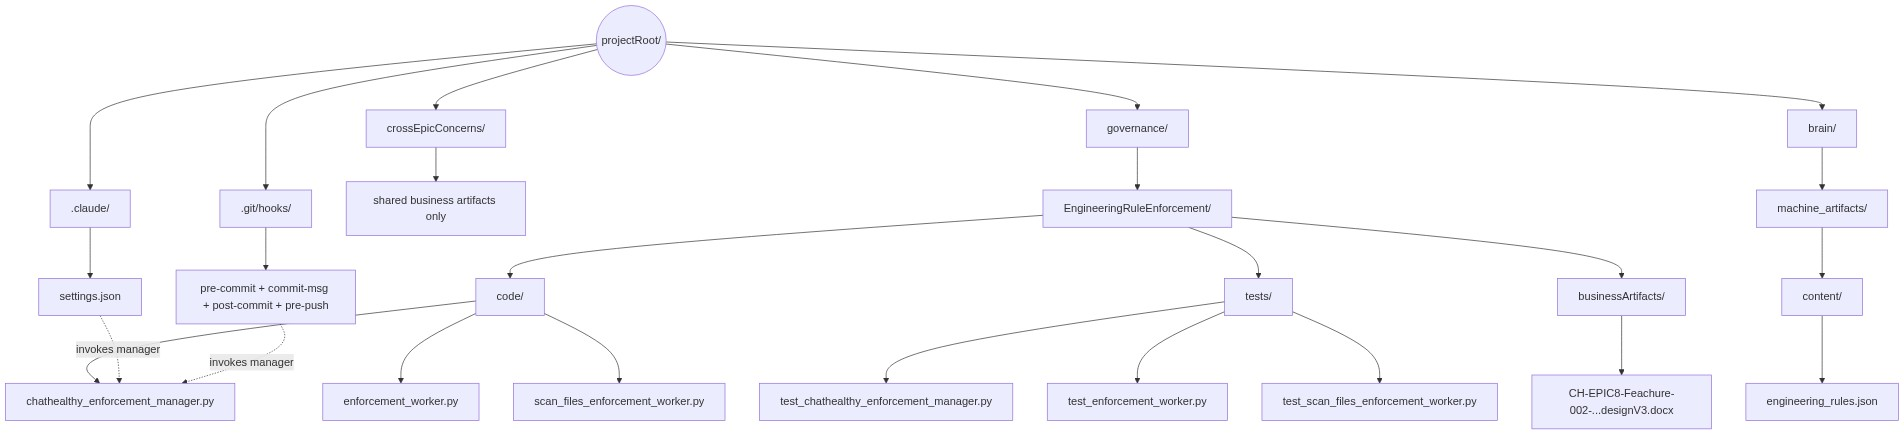 projectRoot/
crossEpicConcerns/
governance/
brain/
.claude/
.git/hooks/
shared business artifacts
only
EngineeringRuleEnforcement/
machine_artifacts/
settings.json
pre-commit + commit-msg
+ post-commit + pre-push
code/
tests/
businessArtifacts/
content/
invokes manager
invokes manager
chathealthy_enforcement_manager.py
enforcement_worker.py
scan_files_enforcement_worker.py
test_chathealthy_enforcement_manager.py
test_enforcement_worker.py
test_scan_files_enforcement_worker.py
CH-EPIC8-Feachure-
002-...designV3.docx
engineering_rules.json